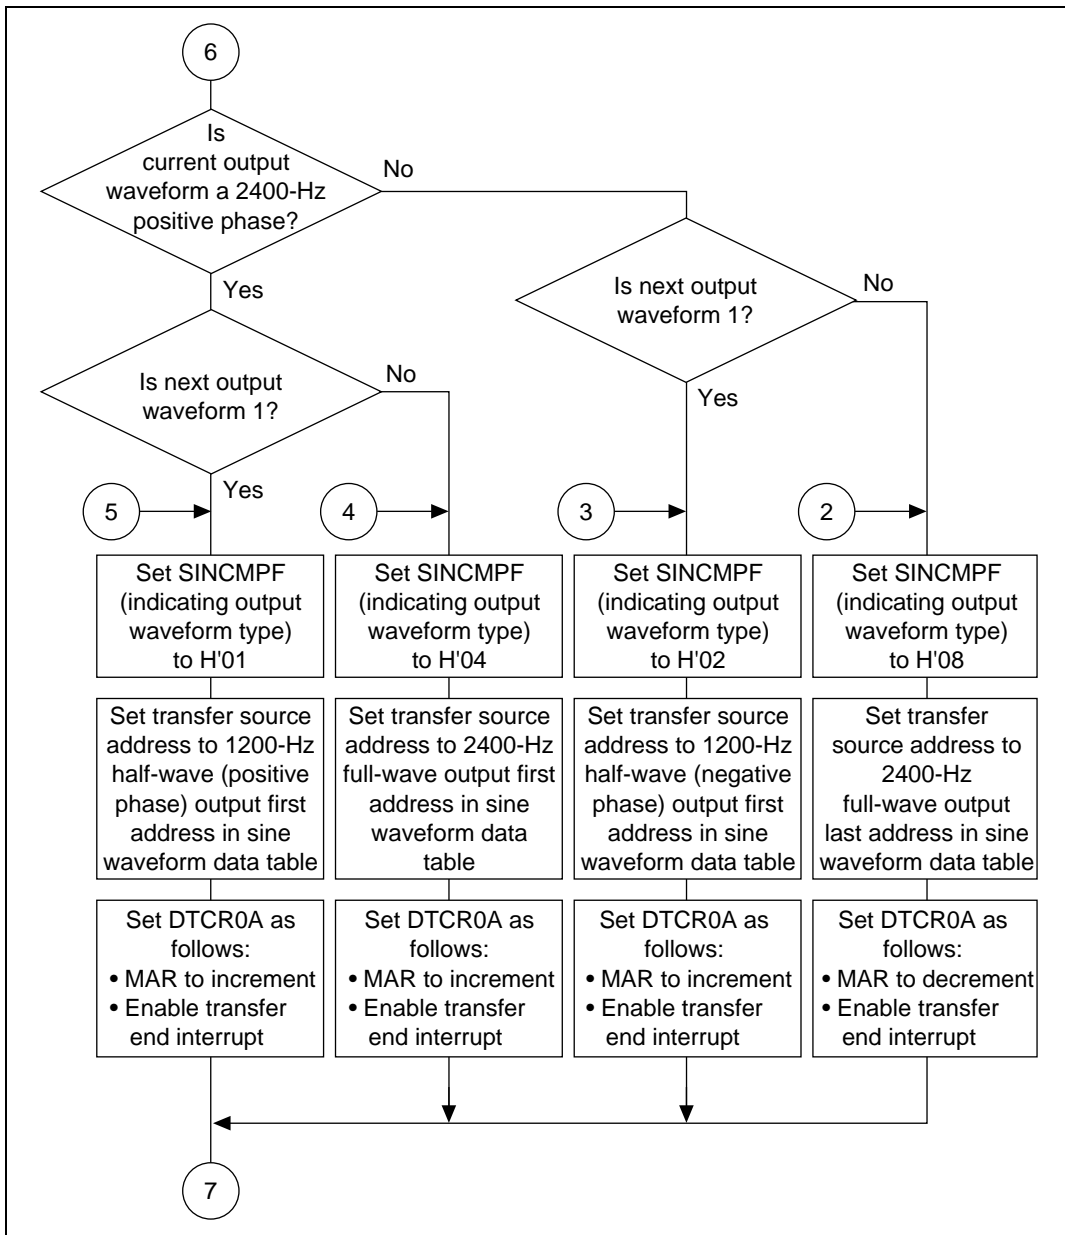 6
Is
current output
waveform a 2400-Hz
positive phase?
No
Yes
Is next output
waveform 1?
No
Yes
Is next output
waveform 1?
No
Yes
5
4
3
2
Set SINCMPF
(indicating output
waveform type)
to H'01
Set SINCMPF
(indicating output
waveform type)
to H'04
Set SINCMPF
(indicating output
waveform type)
to H'02
Set SINCMPF
(indicating output
waveform type)
to H'08
Set transfer source
address to 1200-Hz
half-wave (positive
phase) output first
address in sine
waveform data table
Set transfer source
address to 2400-Hz
full-wave output first
address in sine
waveform data
table
Set transfer source
address to 1200-Hz
half-wave (negative
phase) output first
address in sine
waveform data table
Set transfer
source address to
2400-Hz
full-wave output
last address in sine
waveform data table
Set DTCR0A as
follows:
• MAR to increment
• Enable transfer
end interrupt
Set DTCR0A as
follows:
• MAR to increment
• Enable transfer
end interrupt
Set DTCR0A as
follows:
• MAR to increment
• Enable transfer
end interrupt
Set DTCR0A as
follows:
• MAR to decrement
• Enable transfer
end interrupt
7